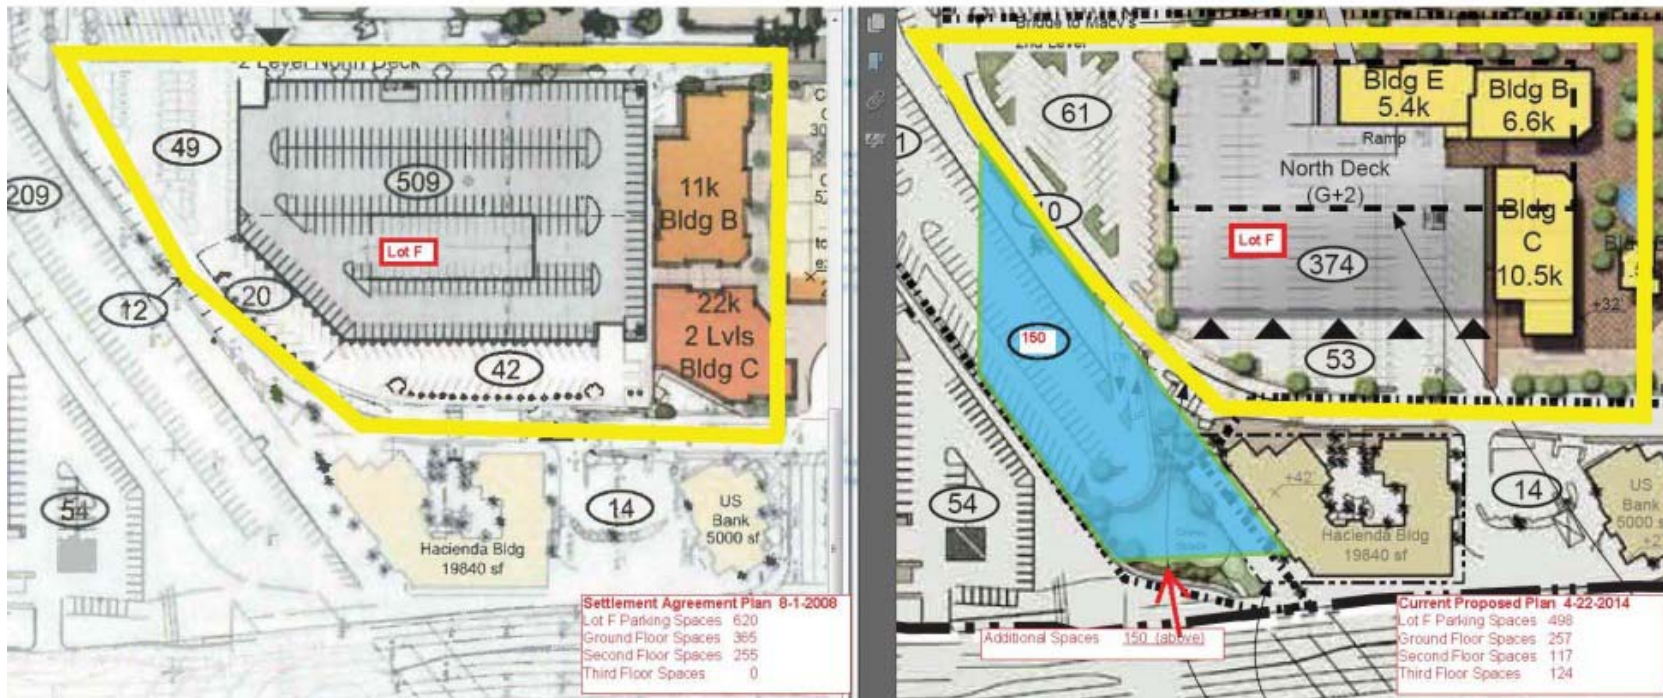 2 Level North Deck
49
509
Lot F
11k
Bldg B
209
12
20
22k
2 Lvls
Bldg C
42
54
14
US
Bank
5000 sf
Hacienda Bldg
19840 sf
Settlement Agreement Plan 8-1-2008
Lot F Parking Spaces 620
Ground Floor Spaces 365
Second Floor Spaces 255
Third Floor Spaces 0
Bridge to Macy's
2nd Level
61
Bldg E
5.4k
Bldg B
6.6k
Ramp
North Deck
(G+2)
Lot F
374
Bldg
C
10.5k
+32'
150
53
54
+42'
14
US
Bank
5000 s
Hacienda Bldg
19840 sf
Additional Spaces 150 (above)
Current Proposed Plan 4-22-2014
Lot F Parking Spaces 498
Ground Floor Spaces 257
Second Floor Spaces 117
Third Floor Spaces 124